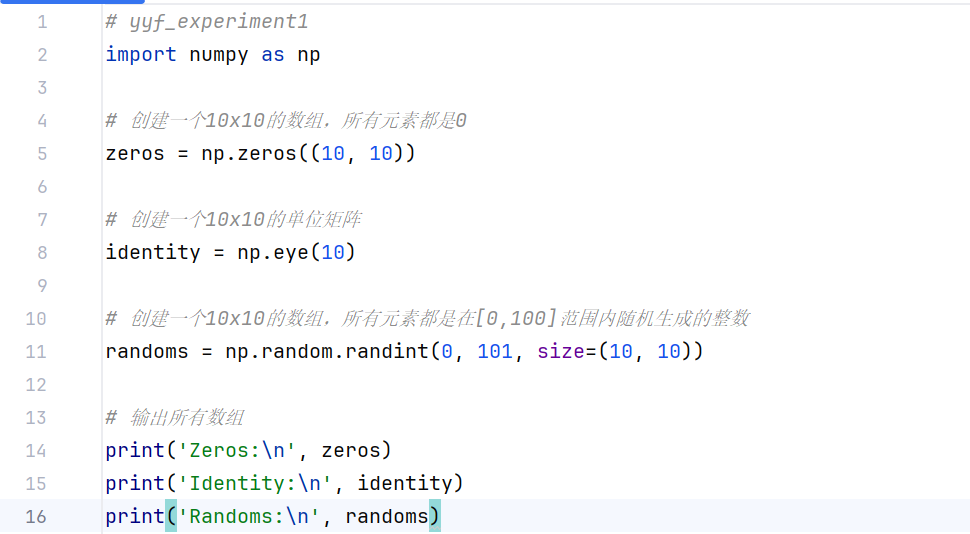 1 # yyf_experiment1
2 import numpy as np
3
4 # 创建一个10x10的数组，所有元素都是0
5 zeros = np.zeros((10, 10))
6
7 # 创建一个10x10的单位矩阵
8 identity = np.eye(10)
9
10 # 创建一个10x10的数组，所有元素都是在[0,100]范围内随机生成的整数
11 randoms = np.random.randint(0, 101, size=(10, 10))
12
13 # 输出所有数组
14 print('Zeros:\n', zeros)
15 print('Identity:\n', identity)
16 print('Randoms:\n', randoms)